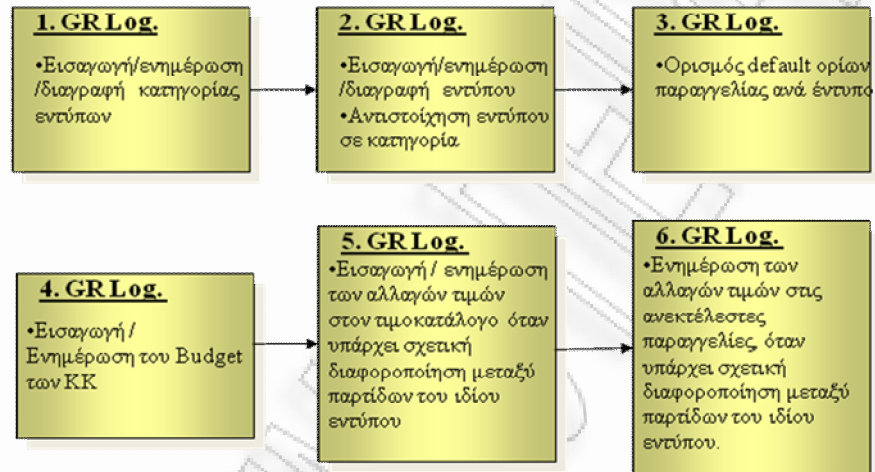 1. GR Log.
•Εισαγωγή/ενημέρωση
/διαγραφή κατηγορίας
εντύπων
2. GR Log.
•Εισαγωγή/ενημέρωση
/διαγραφή εντύπου
•Αντιστοίχηση εντύπου
σε κατηγορία
3. GR Log.
•Ορισμός default ορίων
παραγγελίας ανά έντυπο
4. GR Log.
•Εισαγωγή /
Ενημέρωση του Budget
των ΚΚ
5. GR Log.
•Εισαγωγή / ενημέρωση
των αλλαγών τιμών
στον τιμοκατάλογο όταν
υπάρχει σχετική
διαφοροποίηση μεταξύ
παρτίδων του ιδίου
εντύπου
6. GR Log.
•Ενημέρωση των
αλλαγών τιμών στις
ανεκτέλεστες
παραγγελίες, όταν
υπάρχει σχετική
διαφοροποίηση μεταξύ
παρτίδων του ιδίου
εντύπου.